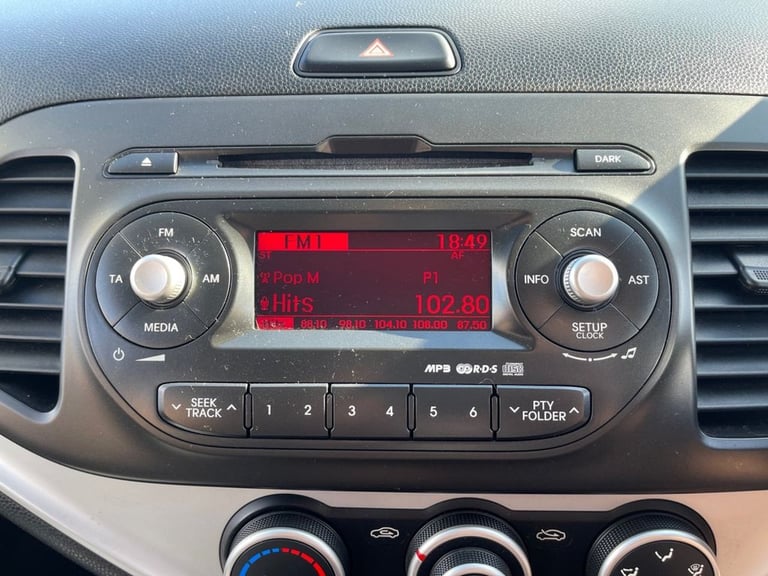 DARK
FM
TA
AM
MEDIA
FM1 18:49
ST AF
Pop M P1
Hits 102.80
88.10 98.10 104.10 108.00 87.50
SCAN
INFO
AST
SETUP
CLOCK
MP3 R·D·S
SEEK
TRACK
1 2 3 4 5 6
PTY
FOLDER